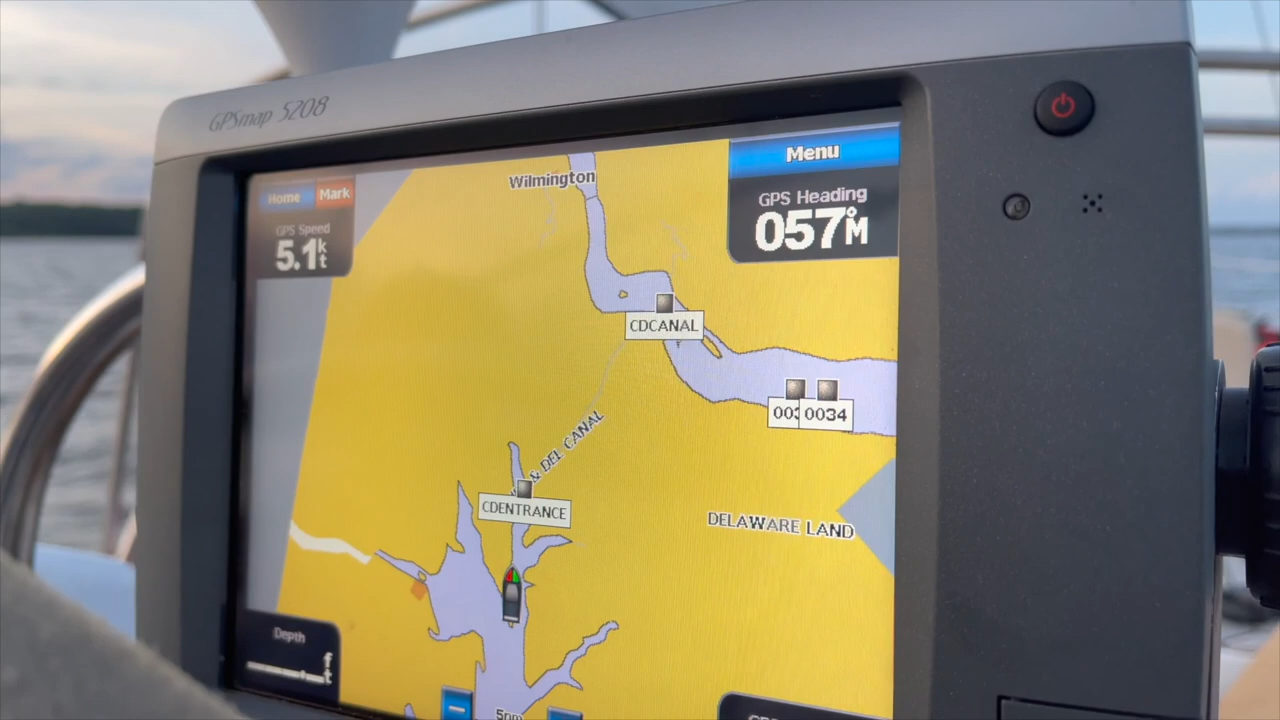 GPSmap 5208
Home Mark
GPS Speed
5.1kt
Wilmington
Menu
GPS Heading
057°M
CDCANAL
0034
& DEL CANAL
CDENTRANCE
DELAWARE LAND
Depth
ft
5nm